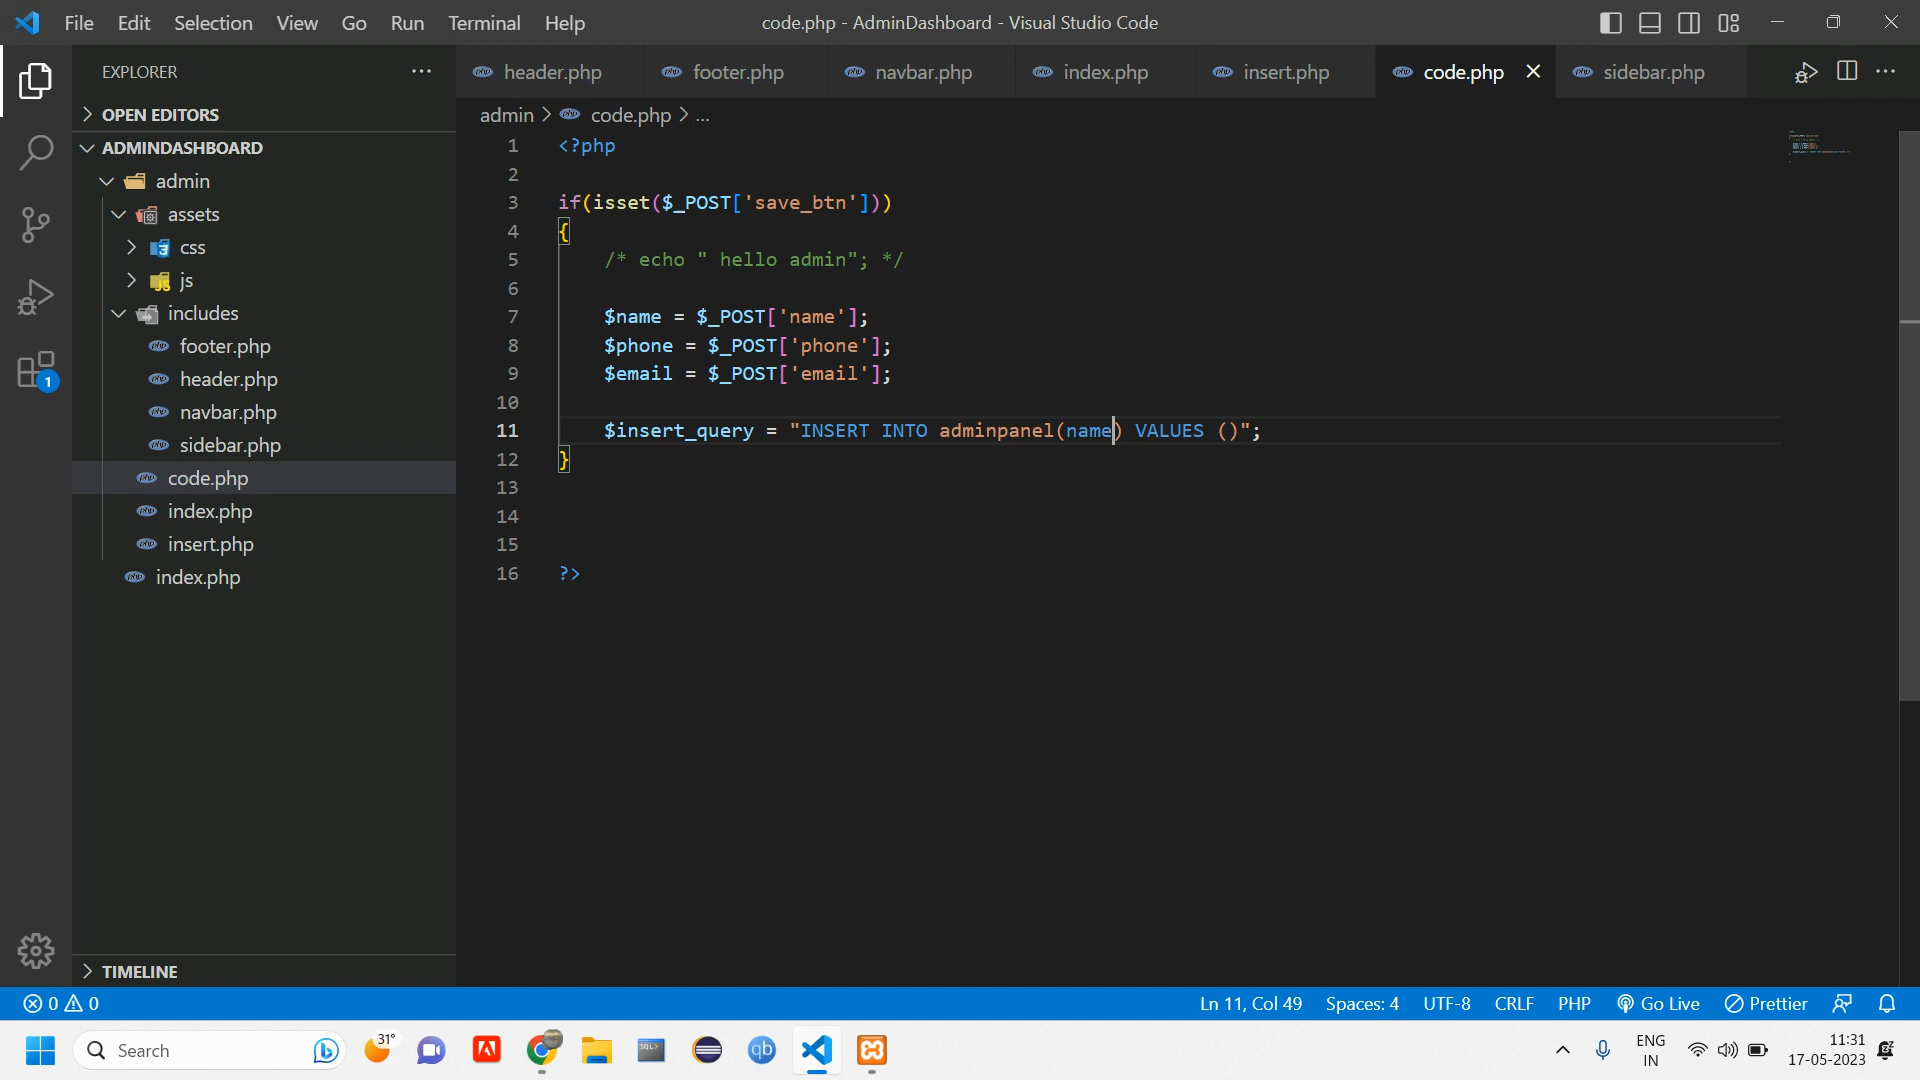 File Edit Selection View Go Run Terminal Help
code.php - AdminDashboard - Visual Studio Code
EXPLORER
OPEN EDITORS
ADMINDASHBOARD
admin
assets
css
js
includes
footer.php
header.php
navbar.php
sidebar.php
code.php
index.php
insert.php
index.php
TIMELINE
header.php footer.php navbar.php index.php insert.php code.php sidebar.php
admin > code.php > ...
1 <?php
2
3 if(isset($_POST['save_btn']))
4 {
5 /* echo " hello admin"; */
6
7 $name = $_POST['name'];
8 $phone = $_POST['phone'];
9 $email = $_POST['email'];
10
11 $insert_query = "INSERT INTO adminpanel(name) VALUES ()";
12 }
13
14
15
16 ?>
1
0 0
Ln 11, Col 49 Spaces: 4 UTF-8 CRLF PHP Go Live Prettier
Search
31°
SQL>
qb
ENG
IN
11:31
17-05-2023